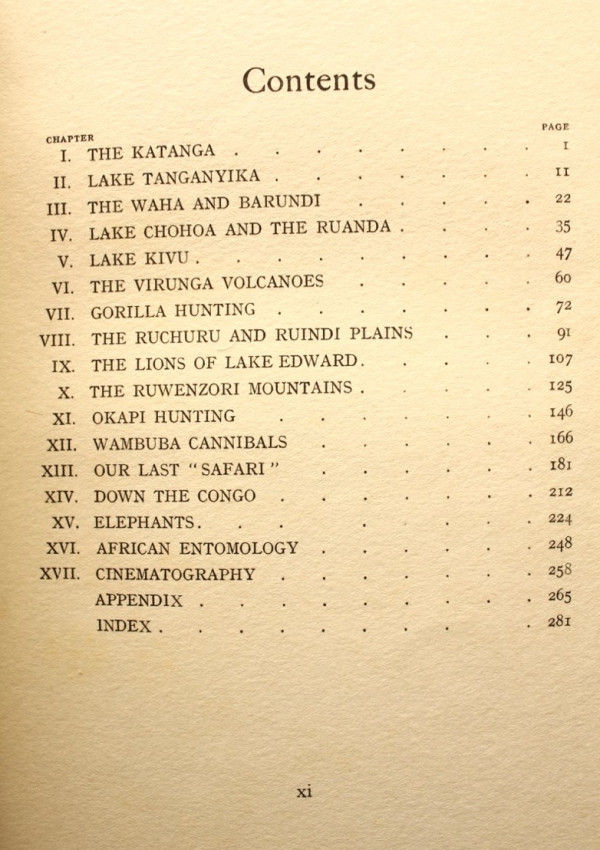 Contents
CHAPTER PAGE
I. THE KATANGA . . . . . . . 1
II. LAKE TANGANYIKA . . . . . . . 11
III. THE WAHA AND BARUNDI . . . . . 22
IV. LAKE CHOHOA AND THE RUANDA . . . . 35
V. LAKE KIVU . . . . . . . . 47
VI. THE VIRUNGA VOLCANOES . . . . . 60
VII. GORILLA HUNTING . . . . . . . 72
VIII. THE RUCHURU AND RUINDI PLAINS . . . 91
IX. THE LIONS OF LAKE EDWARD . . . . . 107
X. THE RUWENZORI MOUNTAINS . . . . . 125
XI. OKAPI HUNTING . . . . . . . 146
XII. WAMBUBA CANNIBALS . . . . . . 166
XIII. OUR LAST "SAFARI" . . . . . . 181
XIV. DOWN THE CONGO . . . . . . . 212
XV. ELEPHANTS . . . . . . . . 224
XVI. AFRICAN ENTOMOLOGY . . . . . . 248
XVII. CINEMATOGRAPHY . . . . . . . 258
APPENDIX . . . . . . . . 265
INDEX . . . . . . . . . 281
xi